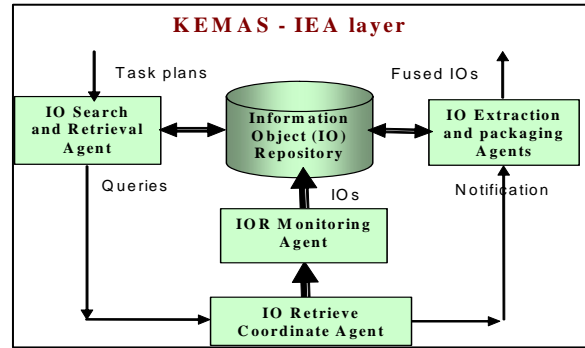 KEMAS - IEA layer
Task plans
Fused IOs
IO Search
and Retrieval
Agent
Information
Object (IO)
Repository
IO Extraction
and packaging
Agents
Queries
IOs
Notification
IOR Monitoring
Agent
IO Retrieve
Coordinate Agent